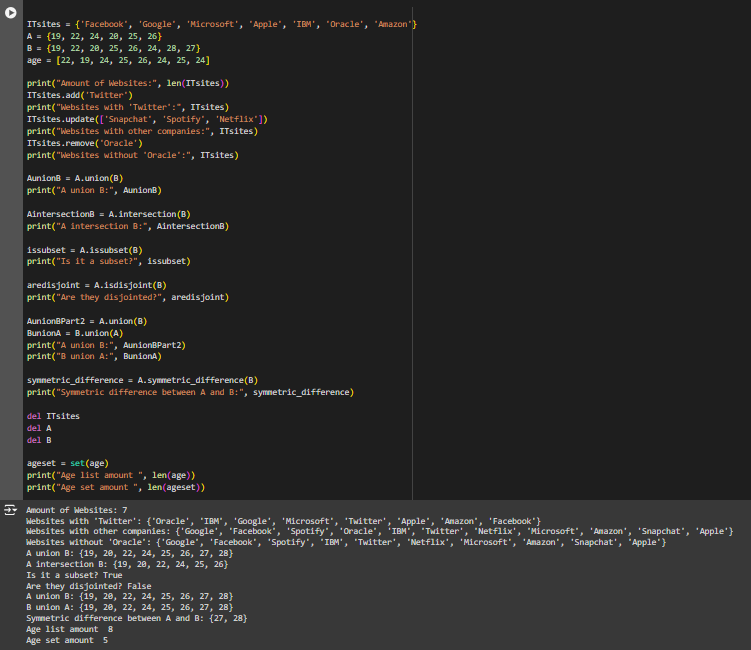 ITsites = {'Facebook', 'Google', 'Microsoft', 'Apple', 'IBM', 'Oracle', 'Amazon'}
A = {19, 22, 24, 20, 25, 26}
B = {19, 22, 20, 25, 26, 24, 28, 27}
age = [22, 19, 24, 25, 26, 24, 25, 24]
print("Amount of Websites:", len(ITsites))
ITsites.add('Twitter')
print("Websites with 'Twitter':", ITsites)
ITsites.update(['Snapchat', 'Spotify', 'Netflix'])
print("Websites with other companies:", ITsites)
ITsites.remove('Oracle')
print("Websites without 'Oracle':", ITsites)
AunionB = A.union(B)
print("A union B:", AunionB)
AintersectionB = A.intersection(B)
print("A intersection B:", AintersectionB)
issubset = A.issubset(B)
print("Is it a subset?", issubset)
aredisjoint = A.isdisjoint(B)
print("Are they disjointed?", aredisjoint)
AunionBPart2 = A.union(B)
BunionA = B.union(A)
print("A union B:", AunionBPart2)
print("B union A:", BunionA)
symmetric_difference = A.symmetric_difference(B)
print("Symmetric difference between A and B:", symmetric_difference)
del ITsites
del A
del B
ageset = set(age)
print("Age list amount ", len(age))
print("Age set amount ", len(ageset))
Amount of Websites: 7
Websites with 'Twitter': {'Oracle', 'IBM', 'Google', 'Microsoft', 'Twitter', 'Apple', 'Amazon', 'Facebook'}
Websites with other companies: {'Google', 'Facebook', 'Spotify', 'Oracle', 'IBM', 'Twitter', 'Netflix', 'Microsoft', 'Amazon', 'Snapchat', 'Apple'}
Websites without 'Oracle': {'Google', 'Facebook', 'Spotify', 'IBM', 'Twitter', 'Netflix', 'Microsoft', 'Amazon', 'Snapchat', 'Apple'}
A union B: {19, 20, 22, 24, 25, 26, 27, 28}
A intersection B: {19, 20, 22, 24, 25, 26}
Is it a subset? True
Are they disjointed? False
A union B: {19, 20, 22, 24, 25, 26, 27, 28}
B union A: {19, 20, 22, 24, 25, 26, 27, 28}
Symmetric difference between A and B: {27, 28}
Age list amount  8
Age set amount  5